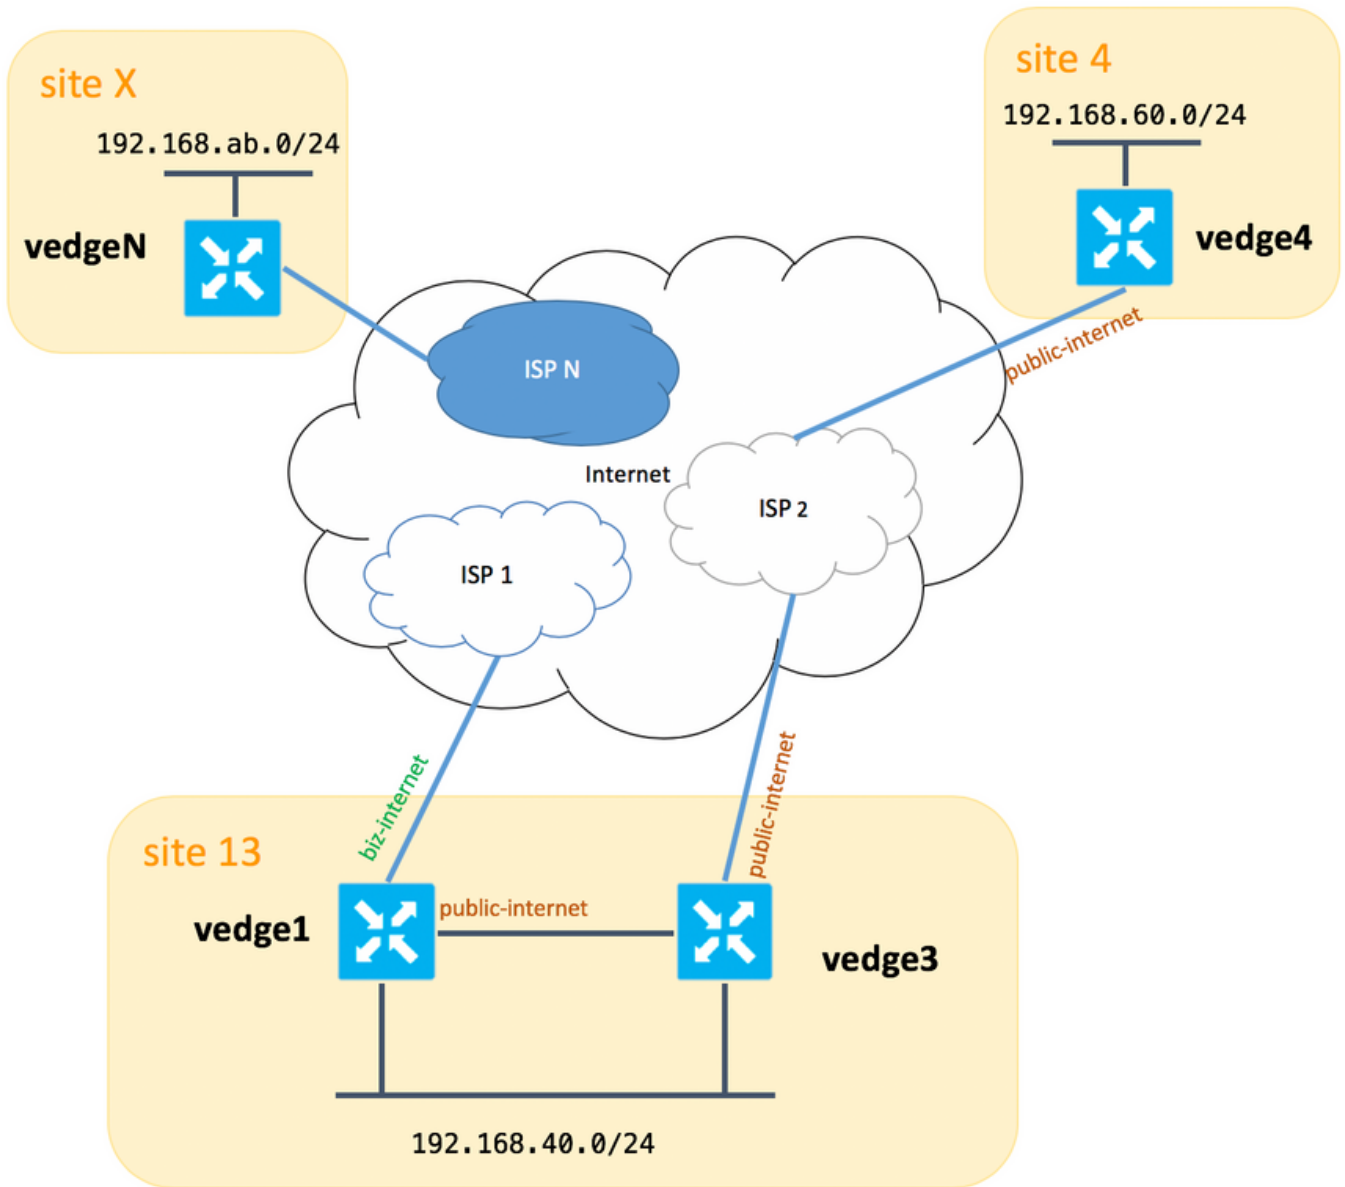 site X
192.168.ab.0/24
vedgeN
site 4
192.168.60.0/24
vedge4
public-internet
ISP N
Internet
ISP 2
ISP 1
biz-internet
public-internet
site 13
vedge1
public-internet
vedge3
192.168.40.0/24